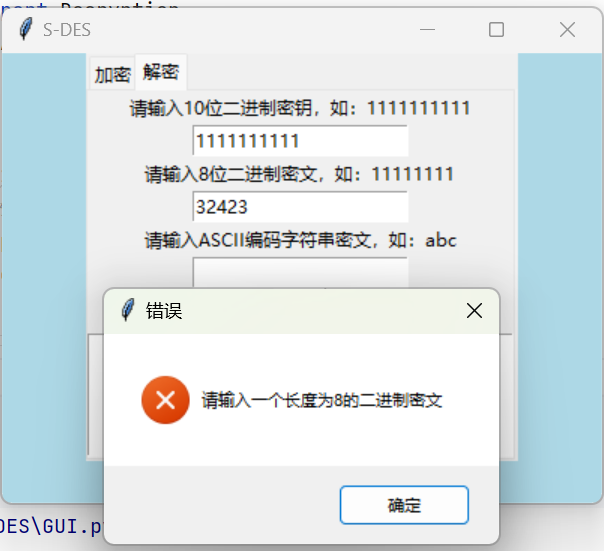 S-DES
加密 解密
请输入10位二进制密钥，如：1111111111
1111111111
请输入8位二进制密文，如：11111111
32423
请输入ASCII编码字符串密文，如：abc
错误
请输入一个长度为8的二进制密文
确定
DES\GUI.p